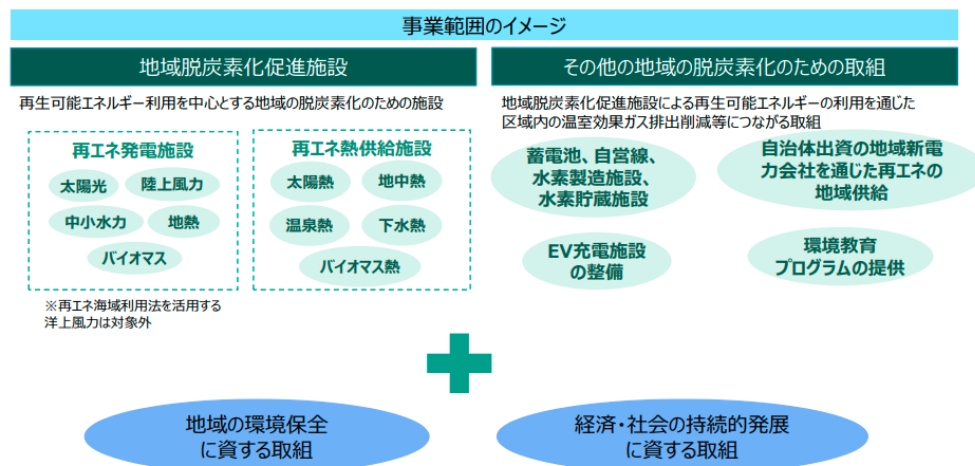 事業範囲のイメージ
地域脱炭素化促進施設
再生可能エネルギー利用を中心とする地域の脱炭素化のための施設
再エネ発電施設
太陽光
陸上風力
中小水力
地熱
バイオマス
※再エネ海域利用法を活用する
洋上風力は対象外
再エネ熱供給施設
太陽熱
地中熱
温泉熱
下水熱
バイオマス熱
その他の地域の脱炭素化のための取組
地域脱炭素化促進施設による再生可能エネルギーの利用を通じた
区域内の温室効果ガス排出削減等につながる取組
蓄電池、自営線、
水素製造施設、
水素貯蔵施設
自治体出資の地域新電
力会社を通じた再エネの
地域供給
EV充電施設
の整備
環境教育
プログラムの提供
地域の環境保全
に資する取組
経済・社会の持続的発展
に資する取組